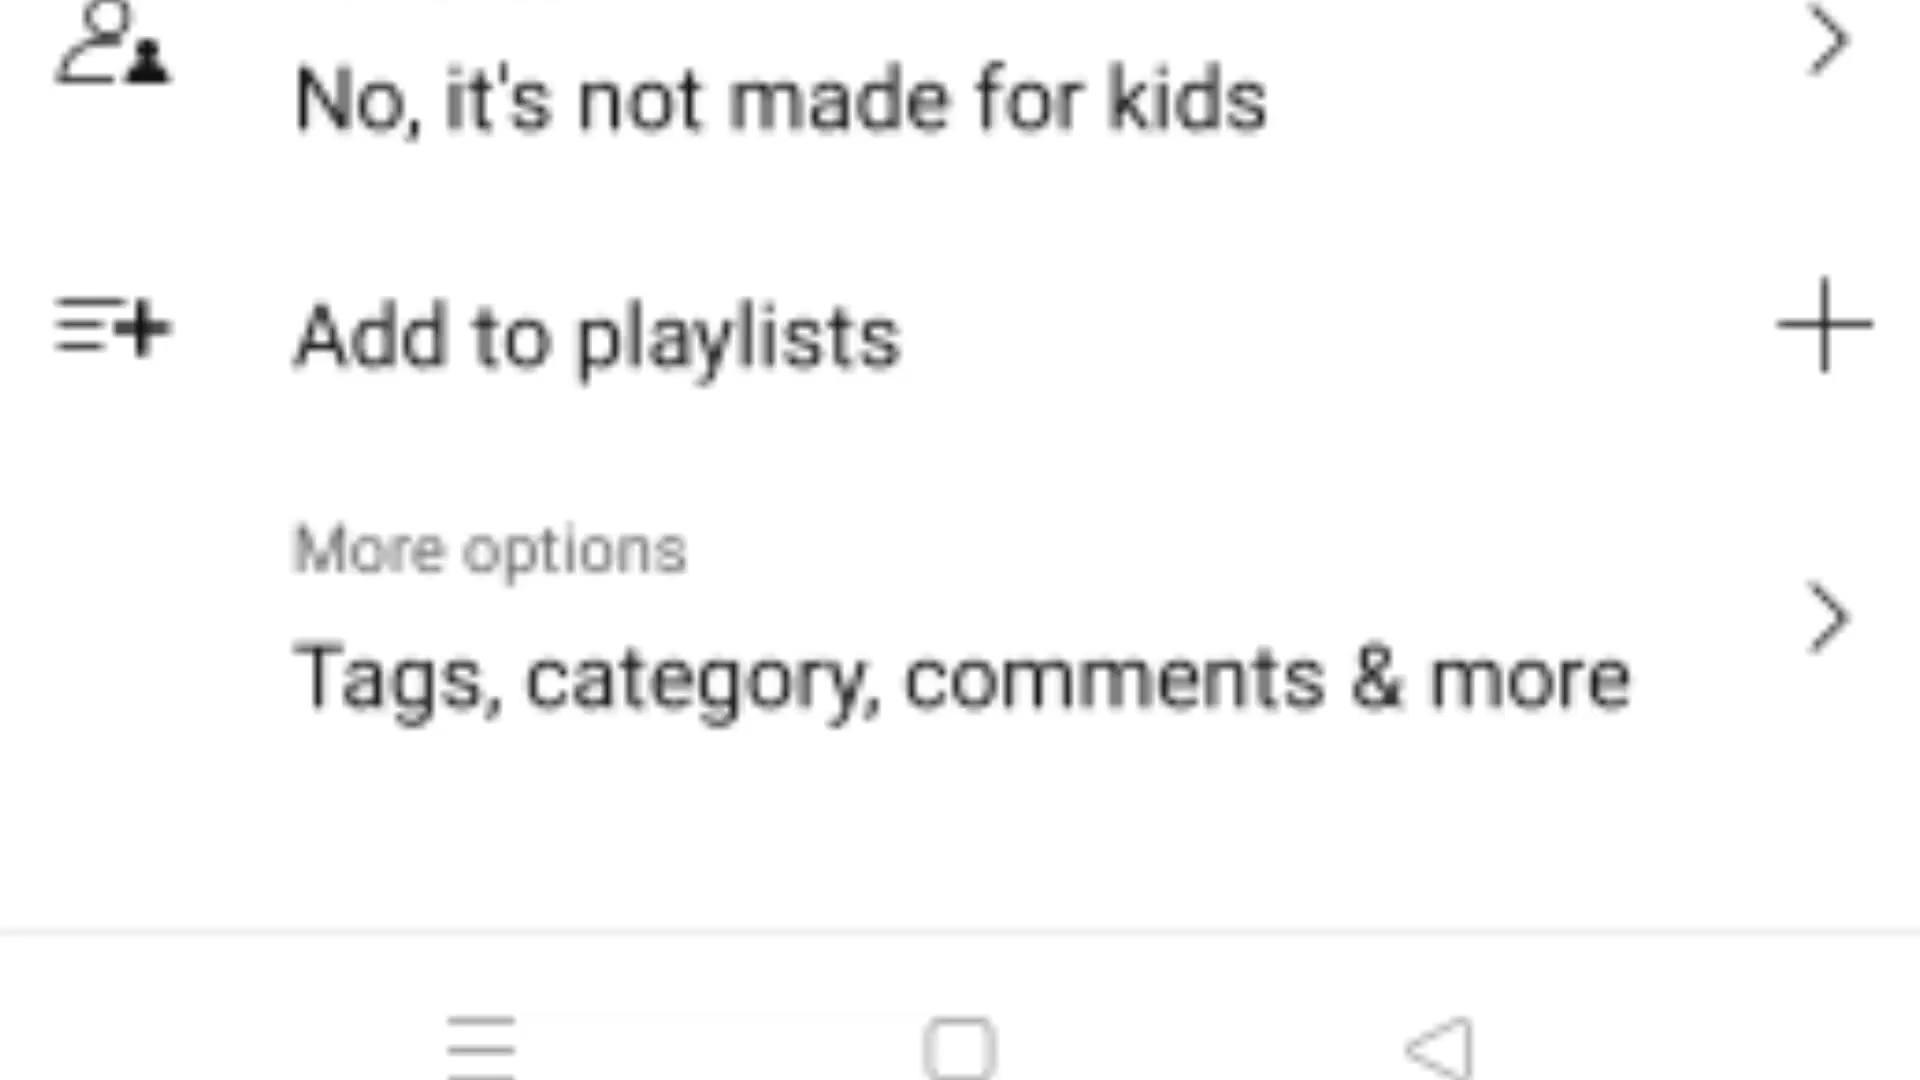 No, it's not made for kids
Add to playlists
More options
Tags, category, comments & more